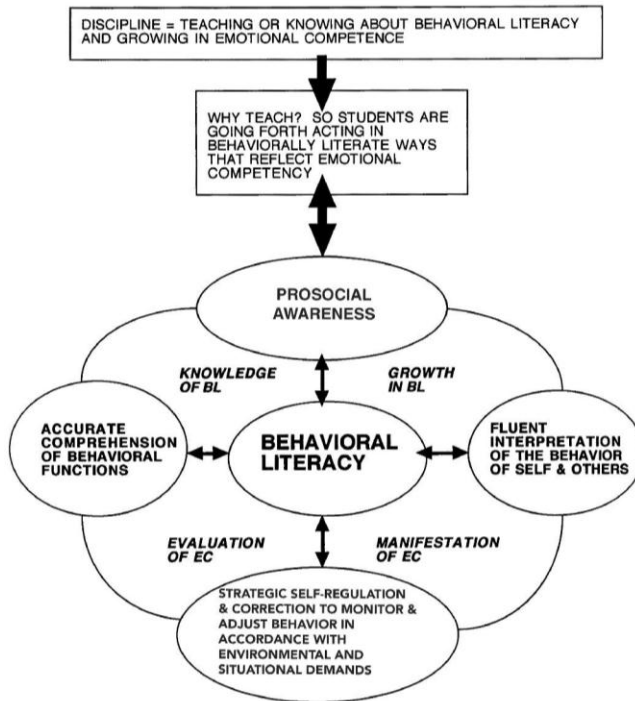 DISCIPLINE = TEACHING OR KNOWING ABOUT BEHAVIORAL LITERACY
AND GROWING IN EMOTIONAL COMPETENCE
WHY TEACH? SO STUDENTS ARE
GOING FORTH ACTING IN
BEHAVIORALLY LITERATE WAYS
THAT REFLECT EMOTIONAL
COMPETENCY
PROSOCIAL
AWARENESS
KNOWLEDGE
OF BL
GROWTH
IN BL
ACCURATE
COMPREHENSION
OF BEHAVIORAL
FUNCTIONS
BEHAVIORAL
LITERACY
FLUENT
INTERPRETATION
OF THE BEHAVIOR
OF SELF & OTHERS
EVALUATION
OF EC
MANIFESTATION
OF EC
STRATEGIC SELF-REGULATION
& CORRECTION TO MONITOR &
ADJUST BEHAVIOR IN
ACCORDANCE WITH
ENVIRONMENTAL AND
SITUATIONAL DEMANDS